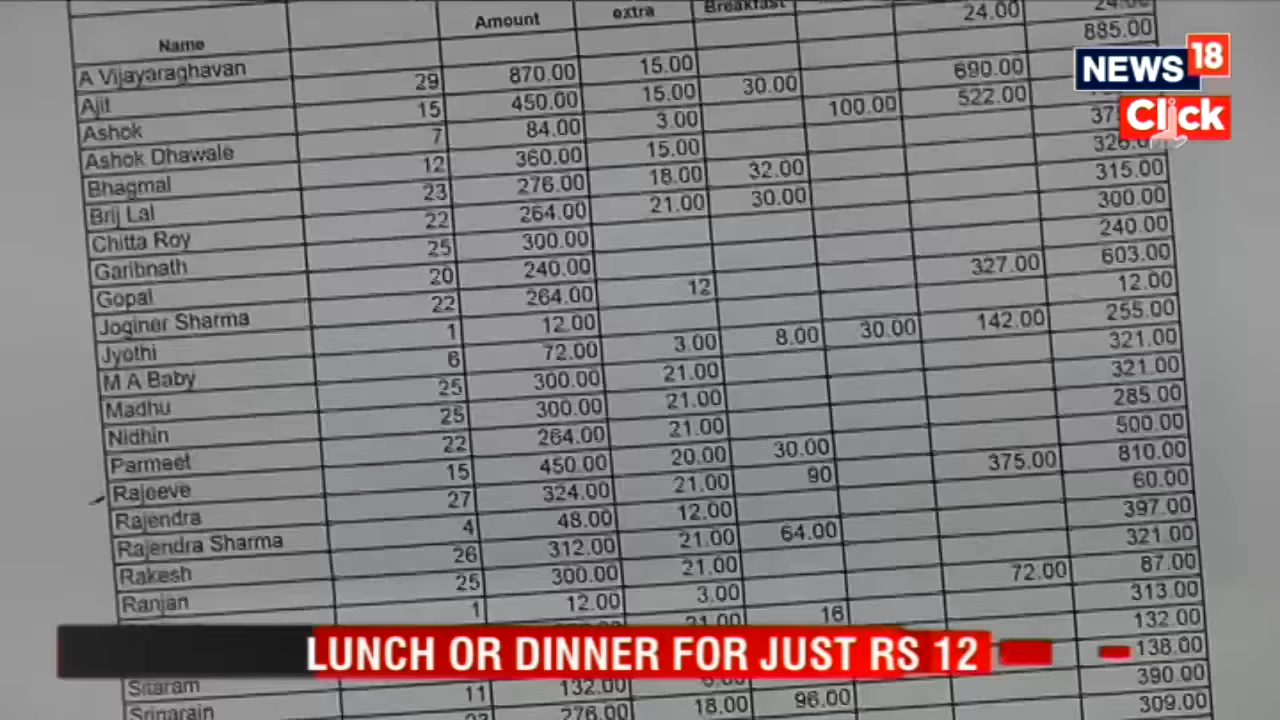 Name Amount extra Breakfast
A Vijayaraghavan 24.00 24.00
Ajit 29 870.00 15.00 885.00
Ashok 15 450.00 15.00 30.00 690.00
Ashok Dhawale 7 84.00 3.00 100.00 522.00
Bhagmal 12 360.00 15.00
Brij Lal 23 276.00 18.00 32.00 326.00
Chitta Roy 22 264.00 21.00 30.00 315.00
Garibnath 25 300.00 300.00
Gopal 20 240.00 240.00
Joginer Sharma 22 264.00 12 327.00 603.00
Jyothi 1 12.00 12.00
M A Baby 6 72.00 3.00 8.00 30.00 142.00 255.00
Madhu 25 300.00 21.00 321.00
Nidhin 25 300.00 21.00 321.00
Parmeet 22 264.00 21.00 285.00
Rajeeve 15 450.00 20.00 30.00 500.00
Rajendra 27 324.00 21.00 90 375.00 810.00
Rajendra Sharma 4 48.00 12.00 60.00
Rakesh 26 312.00 21.00 64.00 397.00
Ranjan 25 300.00 21.00 321.00
1 12.00 3.00 72.00 87.00
21.00 16 313.00
Sitaram 132.00
11 132.00 138.00
276.00 18.00 96.00 390.00
309.00
NEWS 18
Click
LUNCH OR DINNER FOR JUST RS 12